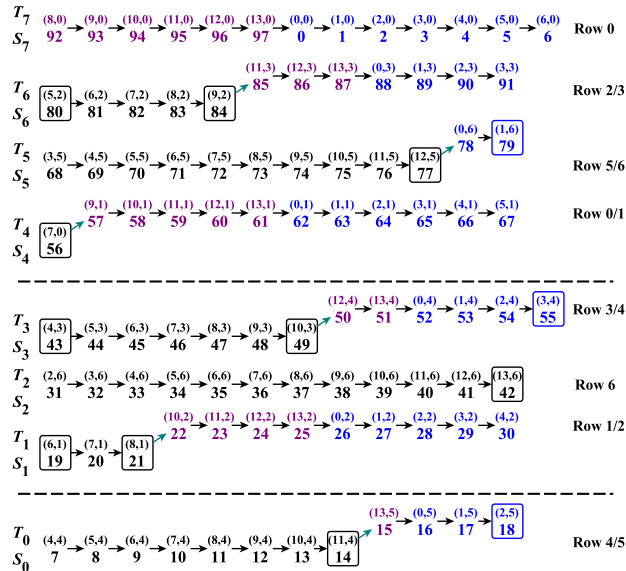 T7 (8,0) (9,0) (10,0) (11,0) (12,0) (13,0) (0,0) (1,0) (2,0) (3,0) (4,0) (5,0) (6,0)
S7 92 93 94 95 96 97 0 1 2 3 4 5 6 Row 0
(11,3) (12,3) (13,3) (0,3) (1,3) (2,3) (3,3)
85 86 87 88 89 90 91 Row 2/3
T6 (5,2) (6,2) (7,2) (8,2) (9,2)
S6 80 81 82 83 84
(0,6) (1,6)
78 79
T5 (3,5) (4,5) (5,5) (6,5) (7,5) (8,5) (9,5) (10,5) (11,5) (12,5)
S5 68 69 70 71 72 73 74 75 76 77 Row 5/6
(9,1) (10,1) (11,1) (12,1) (13,1) (0,1) (1,1) (2,1) (3,1) (4,1) (5,1)
57 58 59 60 61 62 63 64 65 66 67 Row 0/1
T4 (7,0)
S4 56
(12,4) (13,4) (0,4) (1,4) (2,4) (3,4)
50 51 52 53 54 55 Row 3/4
T3 (4,3) (5,3) (6,3) (7,3) (8,3) (9,3) (10,3)
S3 43 44 45 46 47 48 49
T2 (2,6) (3,6) (4,6) (5,6) (6,6) (7,6) (8,6) (9,6) (10,6) (11,6) (12,6) (13,6)
S2 31 32 33 34 35 36 37 38 39 40 41 42 Row 6
(10,2) (11,2) (12,2) (13,2) (0,2) (1,2) (2,2) (3,2) (4,2)
22 23 24 25 26 27 28 29 30 Row 1/2
T1 (6,1) (7,1) (8,1)
S1 19 20 21
(13,5) (0,5) (1,5) (2,5)
15 16 17 18
T0 (4,4) (5,4) (6,4) (7,4) (8,4) (9,4) (10,4) (11,4)
S0 7 8 9 10 11 12 13 14 Row 4/5